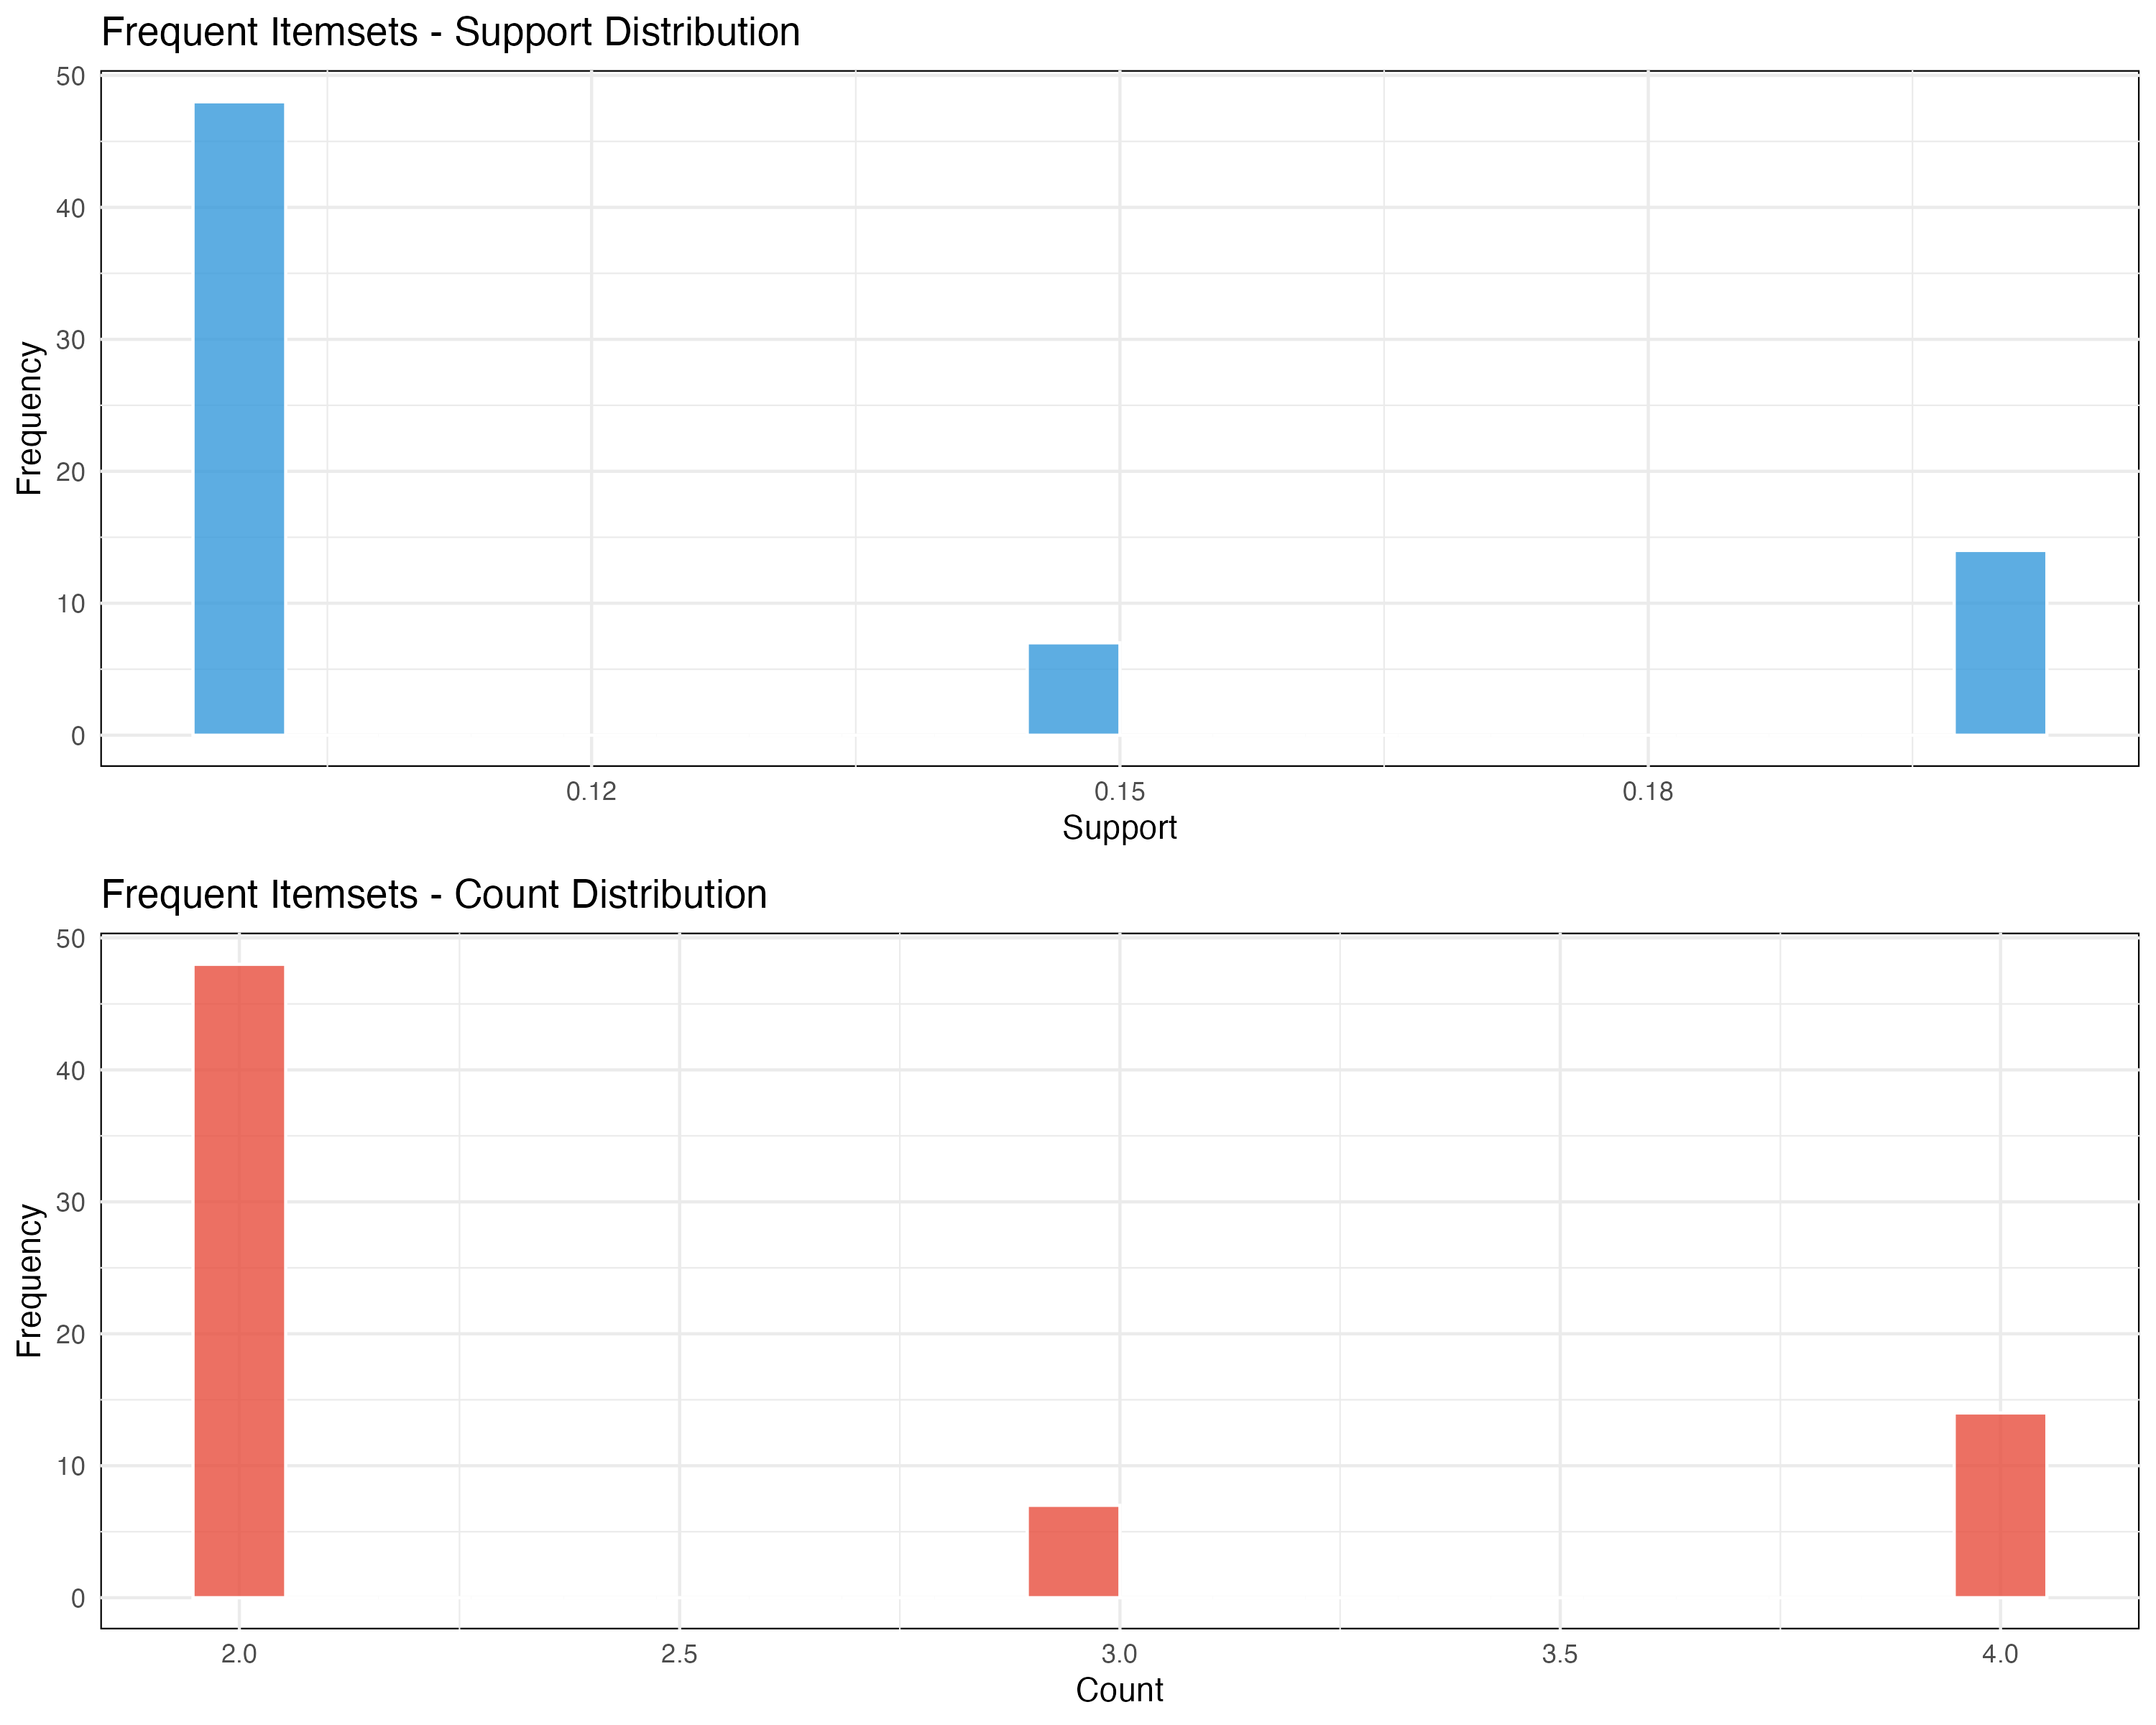 Frequent Itemsets - Support Distribution
50
40
30
20
10
0
Frequency
0.12 0.15 0.18
Support
Frequent Itemsets - Count Distribution
50
40
30
20
10
0
Frequency
2.0 2.5 3.0 3.5 4.0
Count